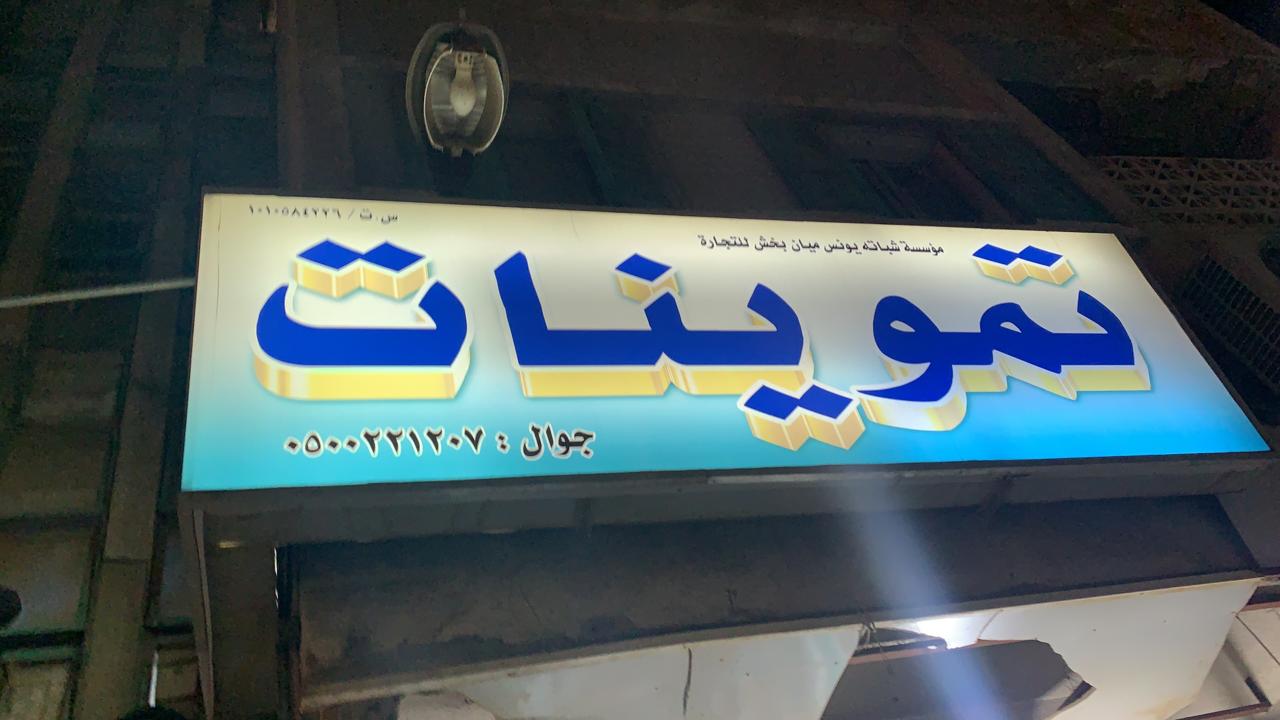 س.ت / ١٠١٠٥٨٤٢٢٦
مؤسسة شباته يونس ميان بخش للتجارة
تموينات
جوال : ٠٥٠٠٢٢١٢٠٧